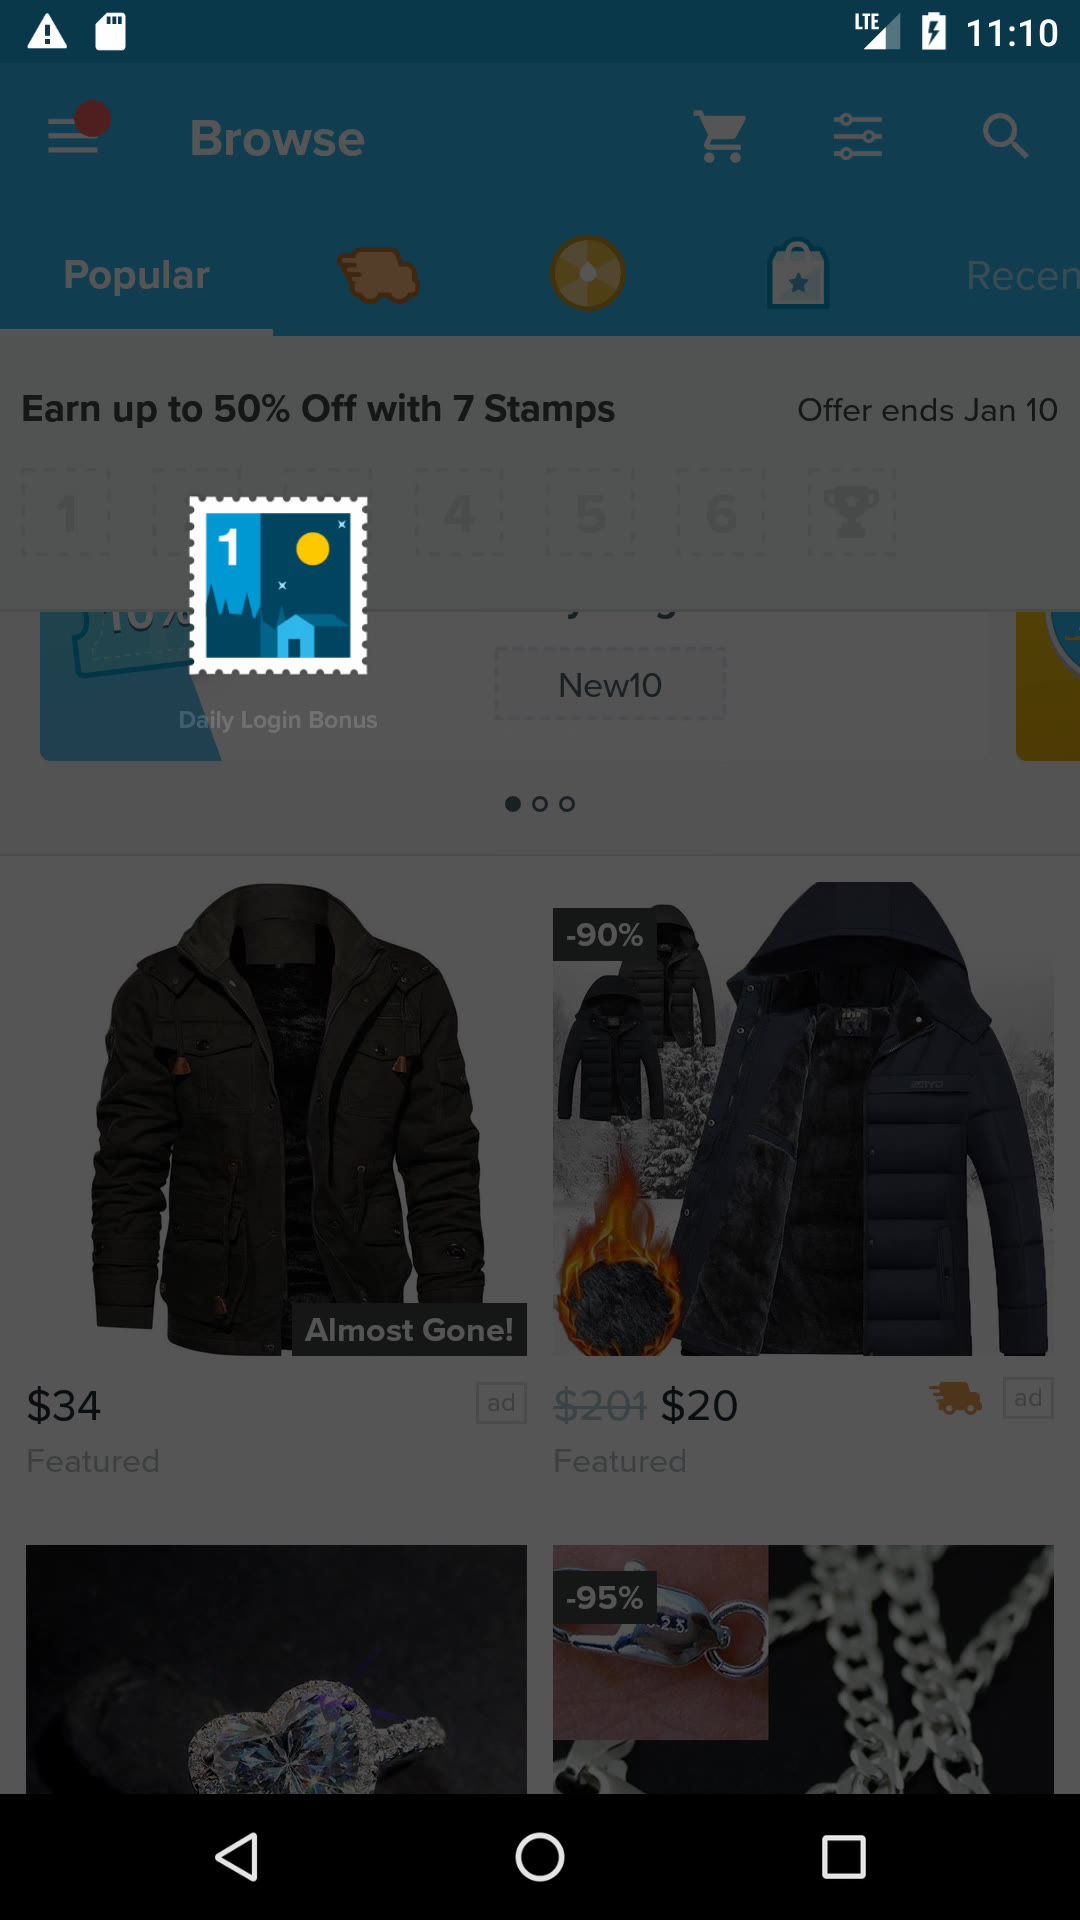 LTE 11:10
Browse
Popular
Recen
Earn up to 50% Off with 7 Stamps
Offer ends Jan 10
1 4 5 6
1
10%
New10
Daily Login Bonus
-90%
Almost Gone!
$34 ad
$201 $20 ad
Featured
Featured
-95%